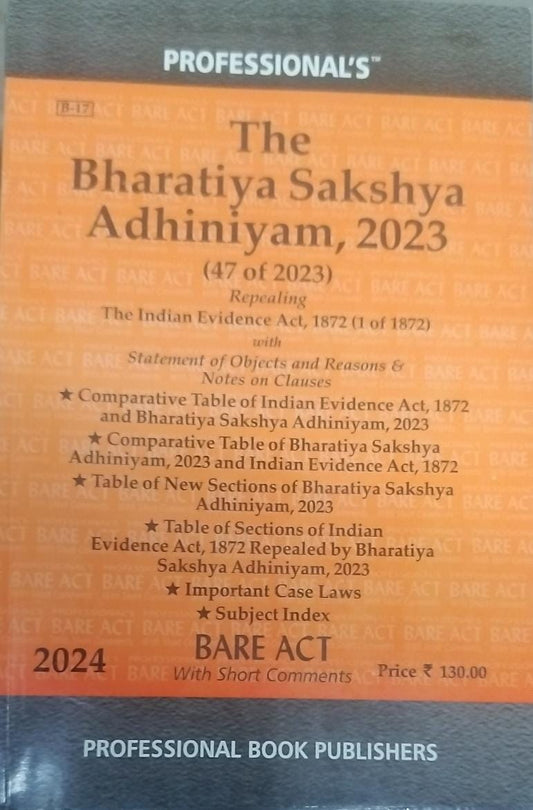 PROFESSIONAL'S™
B-17
The
Bharatiya Sakshya
Adhiniyam, 2023
(47 of 2023)
Repealing
The Indian Evidence Act, 1872 (1 of 1872)
with
Statement of Objects and Reasons &
Notes on Clauses
★ Comparative Table of Indian Evidence Act, 1872
and Bharatiya Sakshya Adhiniyam, 2023
★ Comparative Table of Bharatiya Sakshya
Adhiniyam, 2023 and Indian Evidence Act, 1872
★ Table of New Sections of Bharatiya Sakshya
Adhiniyam, 2023
★ Table of Sections of Indian
Evidence Act, 1872 Repealed by Bharatiya
Sakshya Adhiniyam, 2023
★ Important Case Laws
★ Subject Index
BARE ACT
2024
With Short Comments
Price ₹ 130.00
PROFESSIONAL BOOK PUBLISHERS